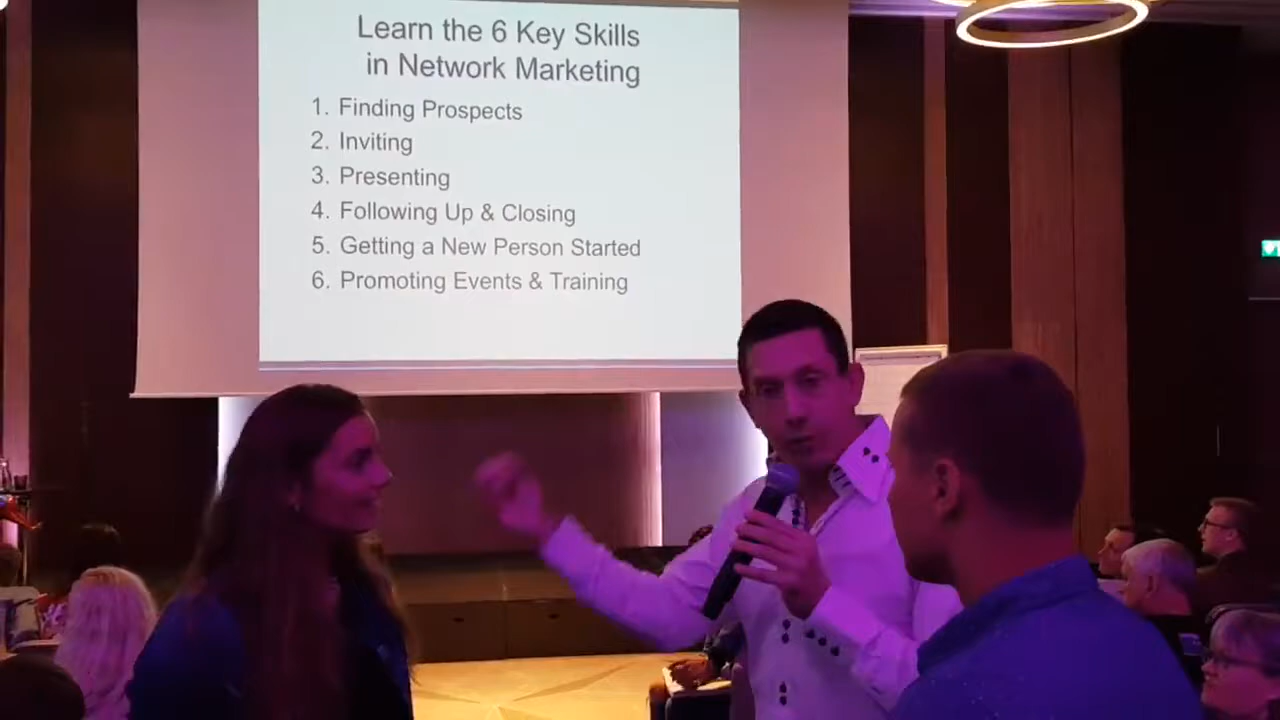 Learn the 6 Key Skills
in Network Marketing
1. Finding Prospects
2. Inviting
3. Presenting
4. Following Up & Closing
5. Getting a New Person Started
6. Promoting Events & Training